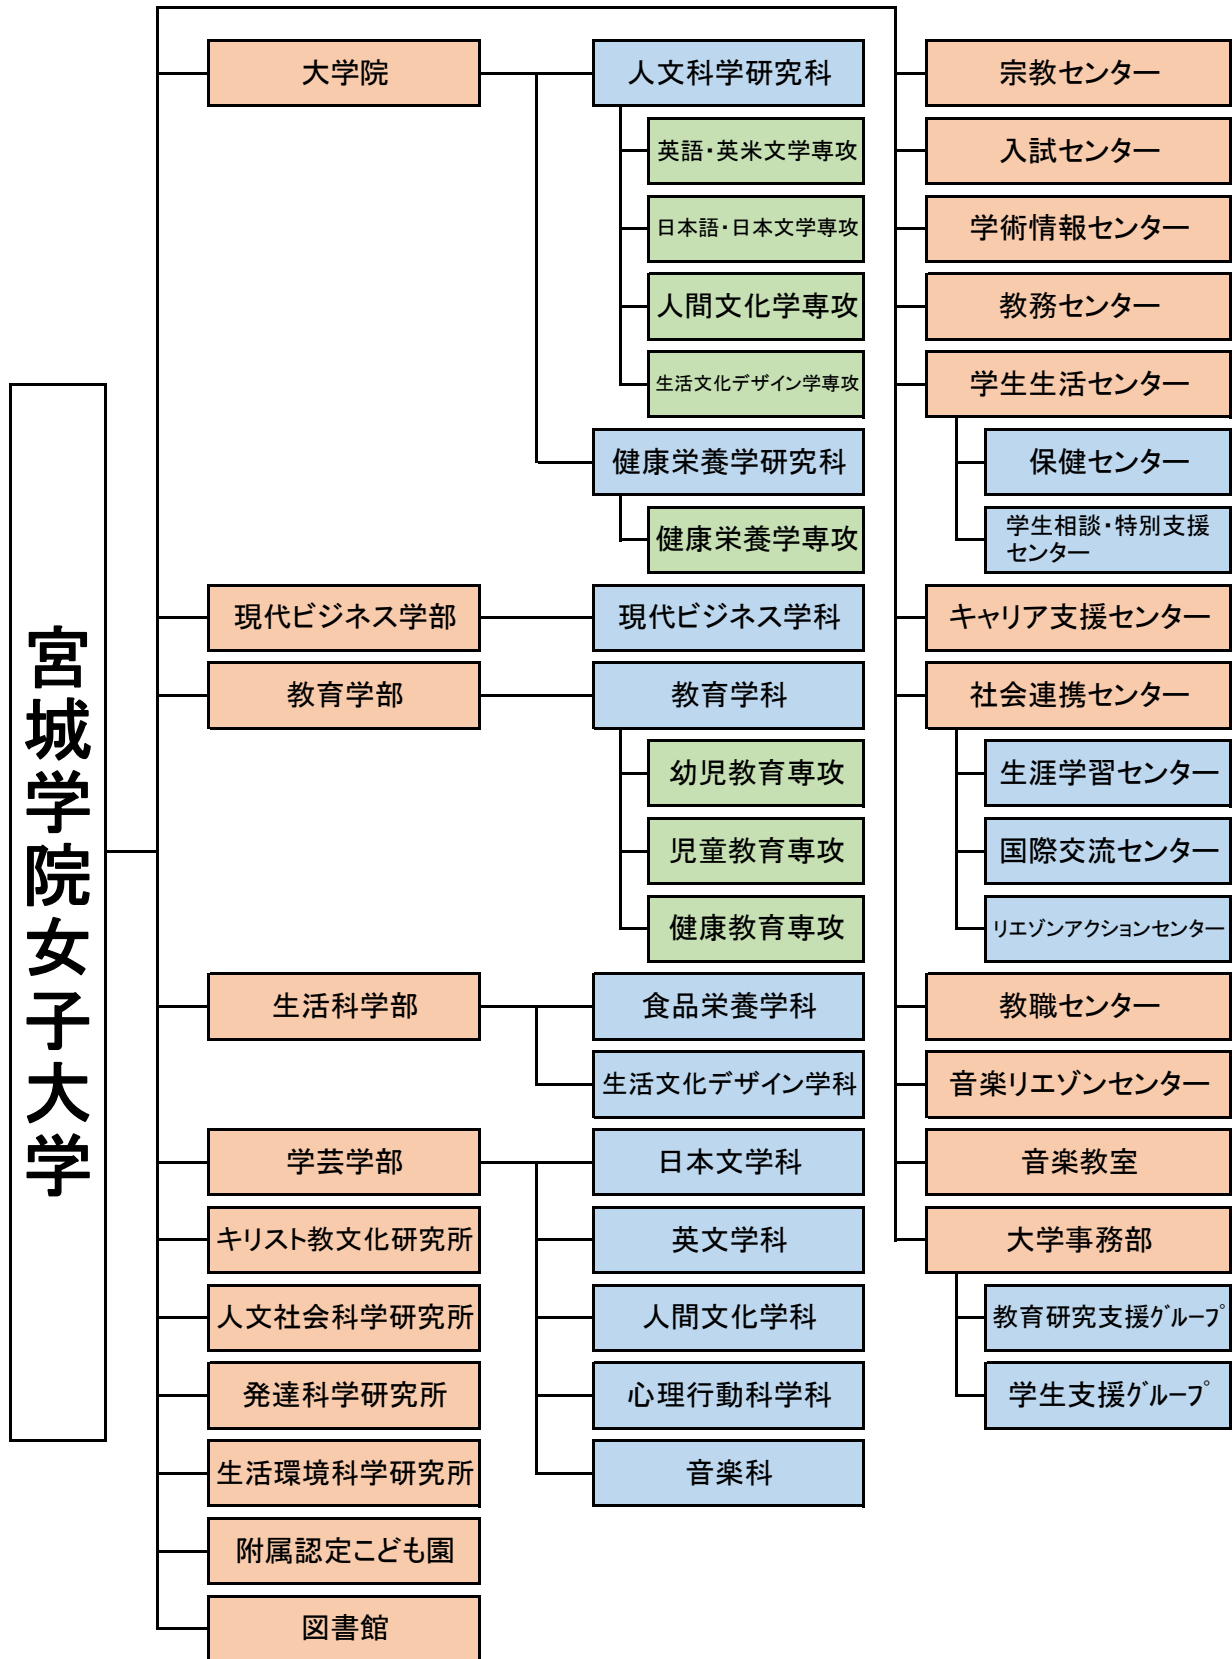 宮城学院女子大学
大学院
人文科学研究科
英語・英米文学専攻
日本語・日本文学専攻
人間文化学専攻
生活文化デザイン学専攻
健康栄養学研究科
健康栄養学専攻
現代ビジネス学部
現代ビジネス学科
教育学部
教育学科
幼児教育専攻
児童教育専攻
健康教育専攻
生活科学部
食品栄養学科
生活文化デザイン学科
学芸学部
日本文学科
英文学科
人間文化学科
心理行動科学科
音楽科
キリスト教文化研究所
人文社会科学研究所
発達科学研究所
生活環境科学研究所
附属認定こども園
図書館
宗教センター
入試センター
学術情報センター
教務センター
学生生活センター
保健センター
学生相談・特別支援
センター
キャリア支援センター
社会連携センター
生涯学習センター
国際交流センター
リエゾンアクションセンター
教職センター
音楽リエゾンセンター
音楽教室
大学事務部
教育研究支援ｸﾞﾙｰﾌﾟ
学生支援ｸﾞﾙｰﾌﾟ